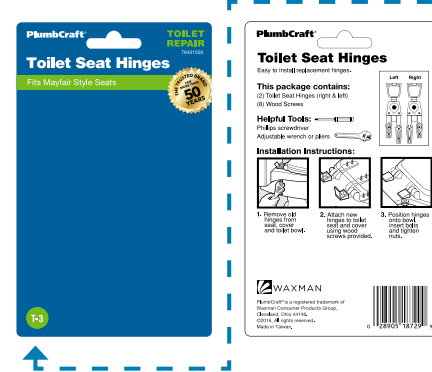 PlumbCraft®
TOILET
REPAIR
76401500
Toilet Seat Hinges
Fits Mayfair Style Seats
THE TRUSTED BRAND
50
YEARS
T-3
PlumbCraft®
Toilet Seat Hinges
Easy to install replacement hinges.
This package contains:
(2) Toilet Seat Hinges (right & left)
(8) Wood Screws
Helpful Tools:
Philips screwdriver
Adjustable wrench or pliers
Left Right
Installation Instructions:
1. Remove old
hinges from
seat, cover
and toilet bowl.
2. Attach new
hinges to toilet
seat and cover
using wood
screws provided.
3. Position hinges
onto bowl,
insert bolts
and tighten
nuts.
WAXMAN
PlumbCraft® is a registered trademark of
Waxman Consumer Products Group,
Cleveland, Ohio 44146.
©2016, All rights reserved.
Made in Taiwan.
0 28905 18729